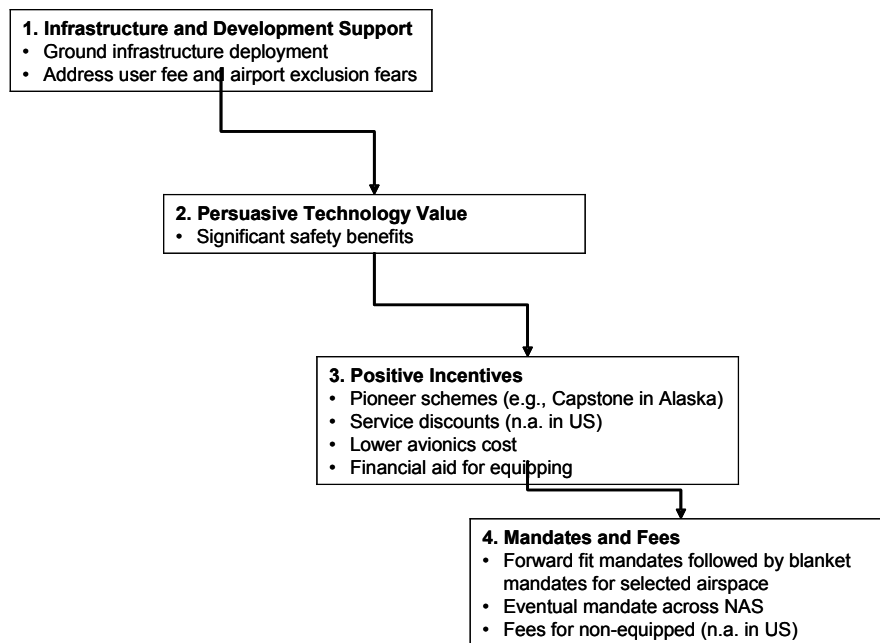 1. Infrastructure and Development Support
• Ground infrastructure deployment
• Address user fee and airport exclusion fears
2. Persuasive Technology Value
• Significant safety benefits
3. Positive Incentives
• Pioneer schemes (e.g., Capstone in Alaska)
• Service discounts (n.a. in US)
• Lower avionics cost
• Financial aid for equipping
4. Mandates and Fees
• Forward fit mandates followed by blanket
mandates for selected airspace
• Eventual mandate across NAS
• Fees for non-equipped (n.a. in US)